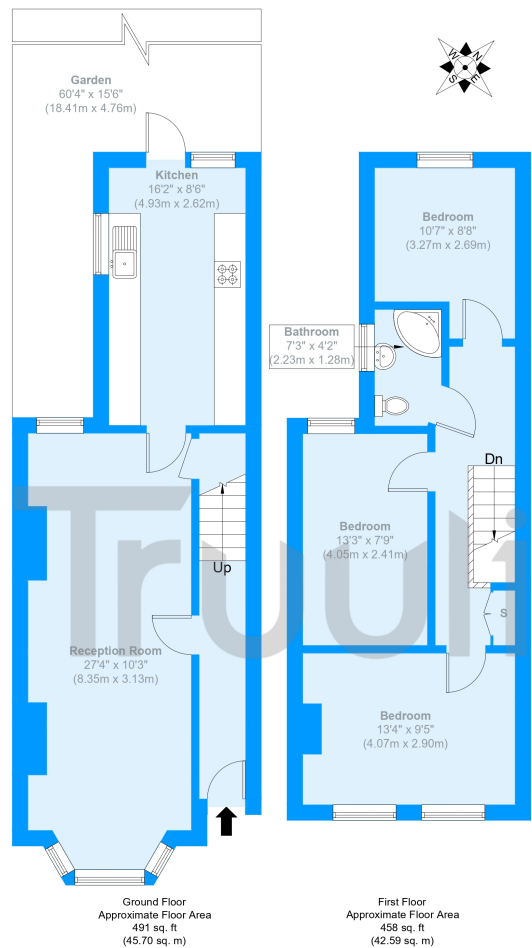 Garden
60'4" x 15'6"
(18.41m x 4.76m)
N
E
S
W
Kitchen
16'2" x 8'6"
(4.93m x 2.62m)
Bedroom
10'7" x 8'8"
(3.27m x 2.69m)
Bathroom
7'3" x 4'2"
(2.23m x 1.28m)
Dn
Up
Bedroom
13'3" x 7'9"
(4.05m x 2.41m)
Truuli
S
Reception Room
27'4" x 10'3"
(8.35m x 3.13m)
Bedroom
13'4" x 9'5"
(4.07m x 2.90m)
Ground Floor
Approximate Floor Area
491 sq. ft
(45.70 sq. m)
First Floor
Approximate Floor Area
458 sq. ft
(42.59 sq. m)